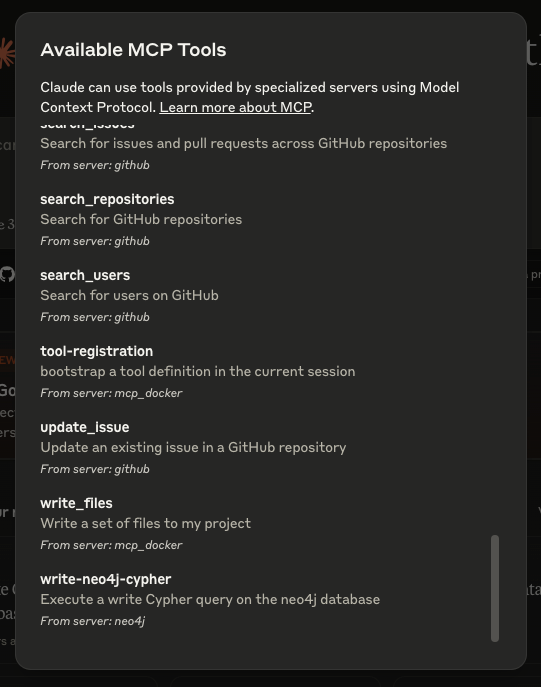 Available MCP Tools
Claude can use tools provided by specialized servers using Model
Context Protocol. Learn more about MCP.
search_issues
Search for issues and pull requests across GitHub repositories
From server: github
search_repositories
Search for GitHub repositories
From server: github
search_users
Search for users on GitHub
From server: github
tool-registration
bootstrap a tool definition in the current session
From server: mcp_docker
update_issue
Update an existing issue in a GitHub repository
From server: github
write_files
Write a set of files to my project
From server: mcp_docker
write-neo4j-cypher
Execute a write Cypher query on the neo4j database
From server: neo4j